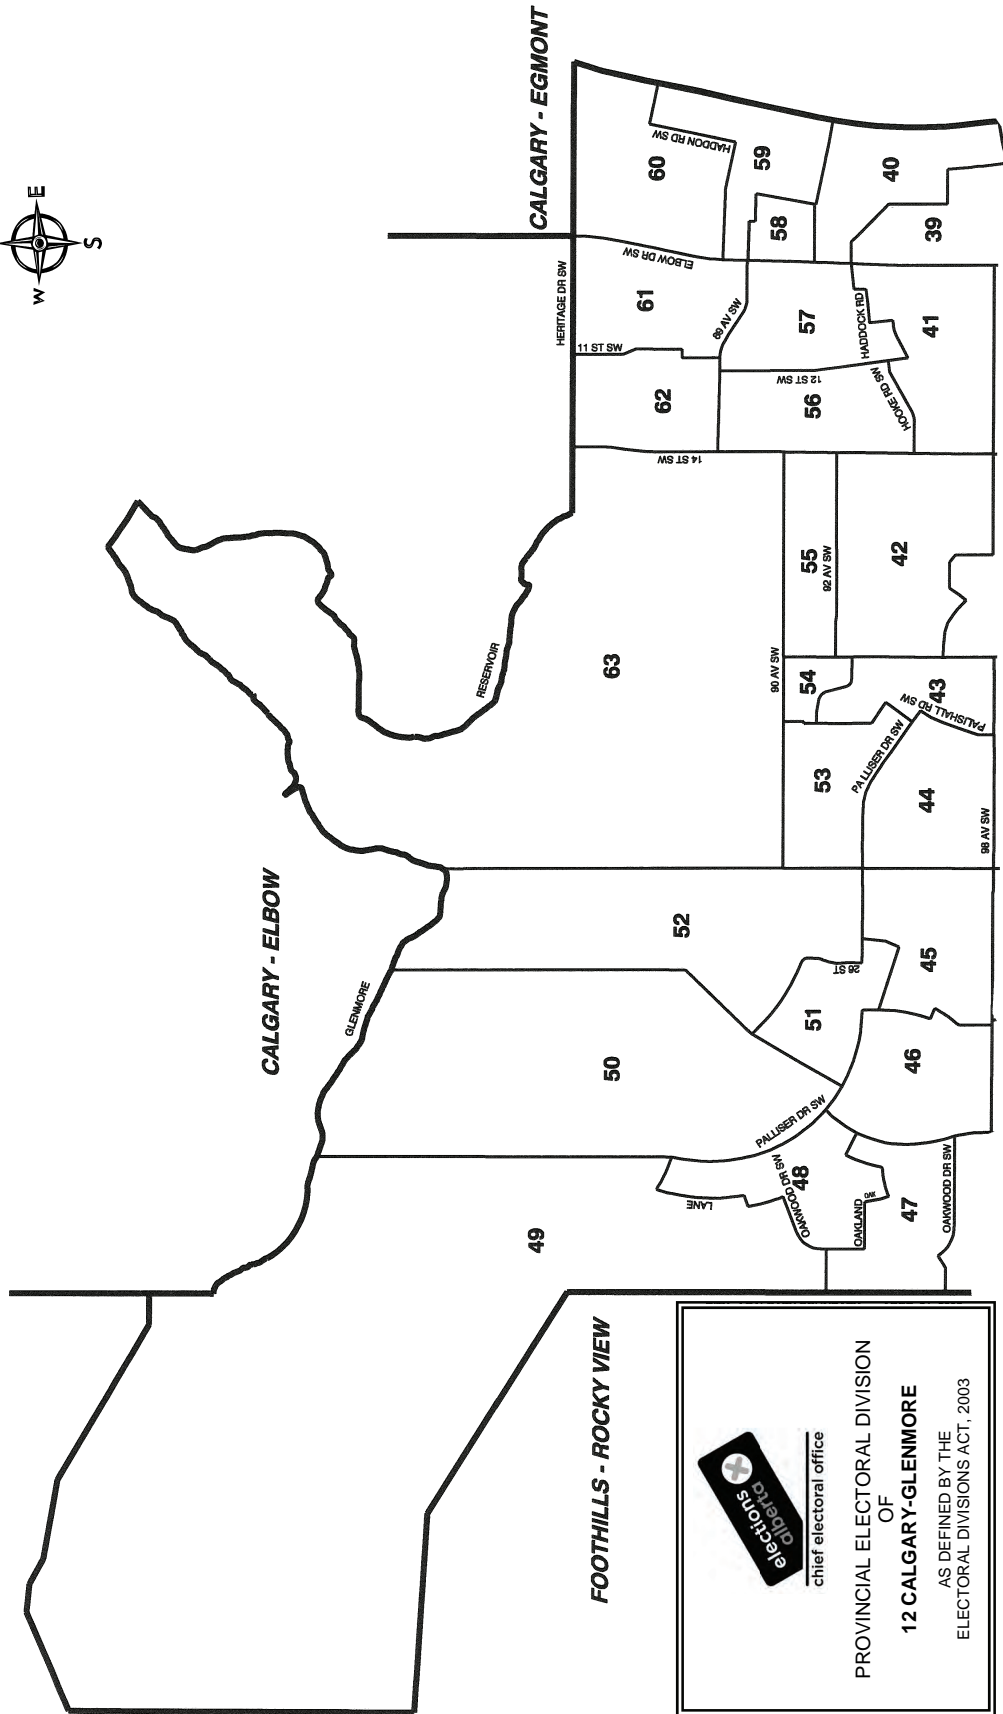 CALGARY - EGMONT
CALGARY - ELBOW
FOOTHILLS - ROCKY VIEW
W
E
S
GLENMORE
RESERVOIR
HERITAGE DR SW
11 ST SW
ELBOW DR SW
HADDON RD SW
14 ST SW
89 AV SW
12 ST SW
HADDOCK RD
HOOKE RD SW
90 AV SW
92 AV SW
PALLISER DR SW
PALISHALL RD SW
98 AV SW
26 ST
PALLISER DR SW
LANE
OAKWOOD DR SW
OAKLAND
OAKWOOD DR SW
60
59
58
40
39
61
57
41
62
56
63
55
42
54
43
53
44
52
45
51
46
50
48
47
49
elections
alberta
chief electoral office
PROVINCIAL ELECTORAL DIVISION
OF
12 CALGARY-GLENMORE
AS DEFINED BY THE
ELECTORAL DIVISIONS ACT, 2003